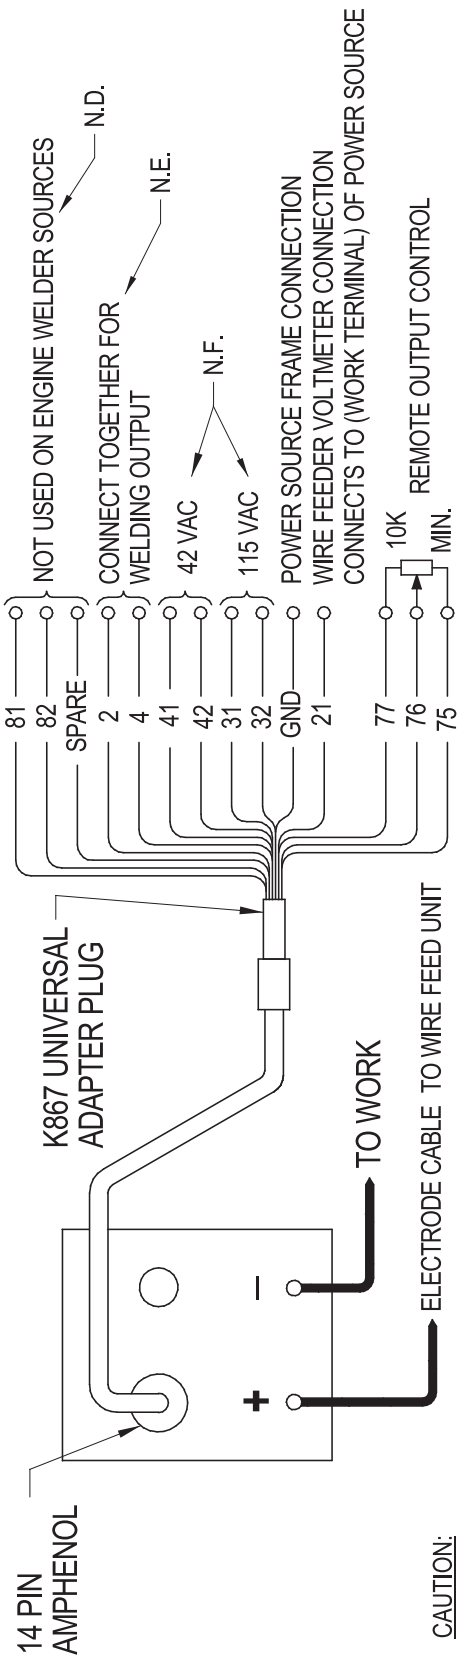 14 PIN
AMPHENOL
K867 UNIVERSAL
ADAPTER PLUG
81
82
SPARE
2
4
41
42
31
32
GND
21
77
76
75
NOT USED ON ENGINE WELDER SOURCES
N.D.
CONNECT TOGETHER FOR
WELDING OUTPUT
N.E.
42 VAC
115 VAC
N.F.
POWER SOURCE FRAME CONNECTION
WIRE FEEDER VOLTMETER CONNECTION
CONNECTS TO (WORK TERMINAL) OF POWER SOURCE
10K
MIN.
REMOTE OUTPUT CONTROL
+
–
TO WORK
ELECTRODE CABLE TO WIRE FEED UNIT
CAUTION: